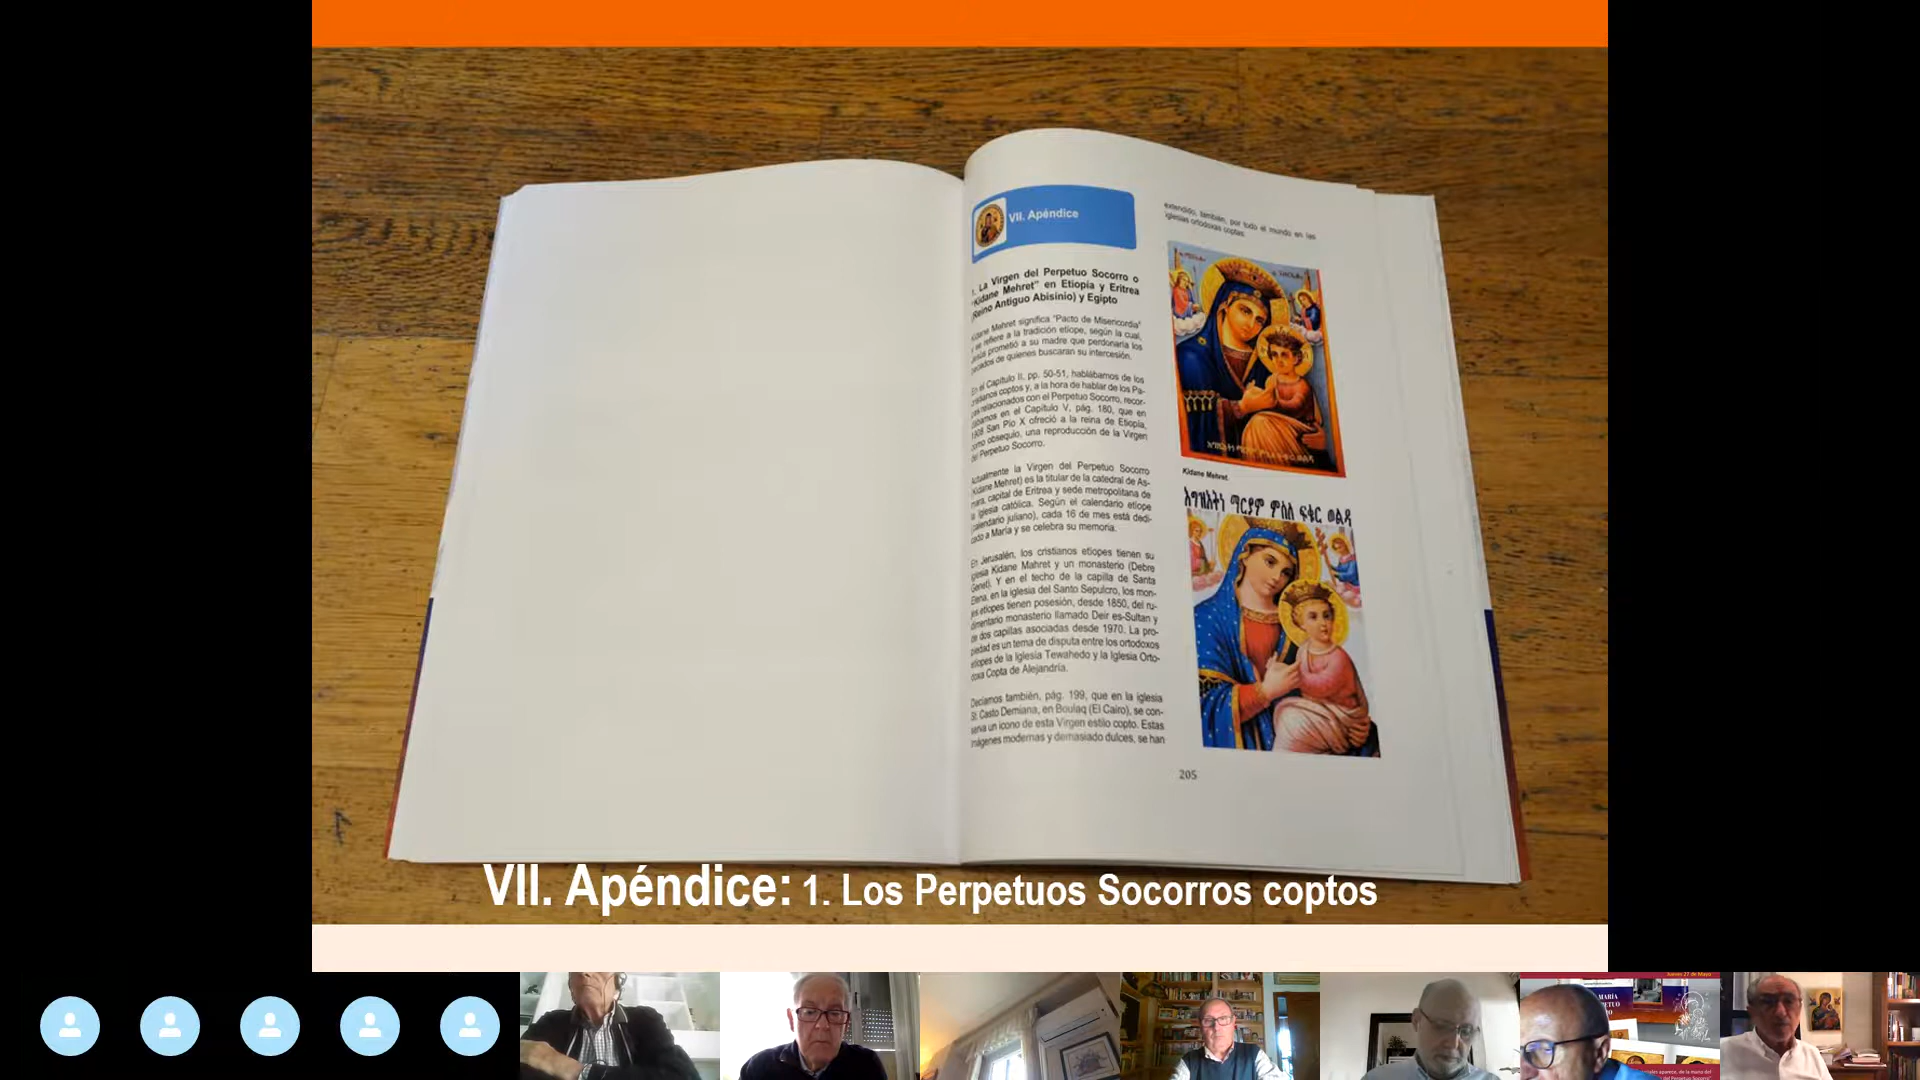 VII. Apéndice
1. La Virgen del Perpetuo Socorro o
"Kidane Mehret" en Etiopía y Eritrea
(Reino Antiguo Abisinio) y Egipto
Kidane Mehret significa "Pacto de Misericordia"
y se refiere a la tradición etíope, según la cual,
Jesús prometió a su madre que perdonaría los
pecados de quienes buscaran su intercesión.
En el Capítulo II, pp. 50-51, hablábamos de los
cristianos coptos y, a la hora de hablar de los Pa-
pas relacionados con el Perpetuo Socorro, recor-
dábamos en el Capítulo V, pág. 180, que en
1908 San Pío X ofreció a la reina de Etiopía,
como obsequio, una reproducción de la Virgen
del Perpetuo Socorro.
Actualmente la Virgen del Perpetuo Socorro
(Kidane Mehret) es la titular de la catedral de As-
mara, capital de Eritrea y sede metropolitana de
la Iglesia católica. Según el calendario etíope
(calendario juliano), cada 16 de mes está dedi-
cado a María y se celebra su memoria.
En Jerusalén, los cristianos etíopes tienen su
iglesia Kidane Mahret y un monasterio (Debre
Genet). Y en el techo de la capilla de Santa
Elena, en la iglesia del Santo Sepulcro, los mon-
jes etíopes tienen posesión, desde 1850, del ru-
dimentario monasterio llamado Deir es-Sultan y
de dos capillas asociadas desde 1970. La pro-
piedad es un tema de disputa entre los ortodoxos
etíopes de la Iglesia Tewahedo y la Iglesia Orto-
doxa Copta de Alejandría.
Decíamos también, pág. 199, que en la iglesia
St. Casto Demiana, en Boulaq (El Cairo), se con-
serva un icono de esta Virgen estilo copto. Estas
imágenes modernas y demasiado dulces, se han
extendido, también, por todo el mundo en las
iglesias ortodoxas coptas.
Kidane Mehret.
እግዝእትነ ማርያም ምስለ ፍቁር ወልዳ
205
VII. Apéndice: 1. Los Perpetuos Socorros coptos
Jueves 27 de Mayo
MARÍA